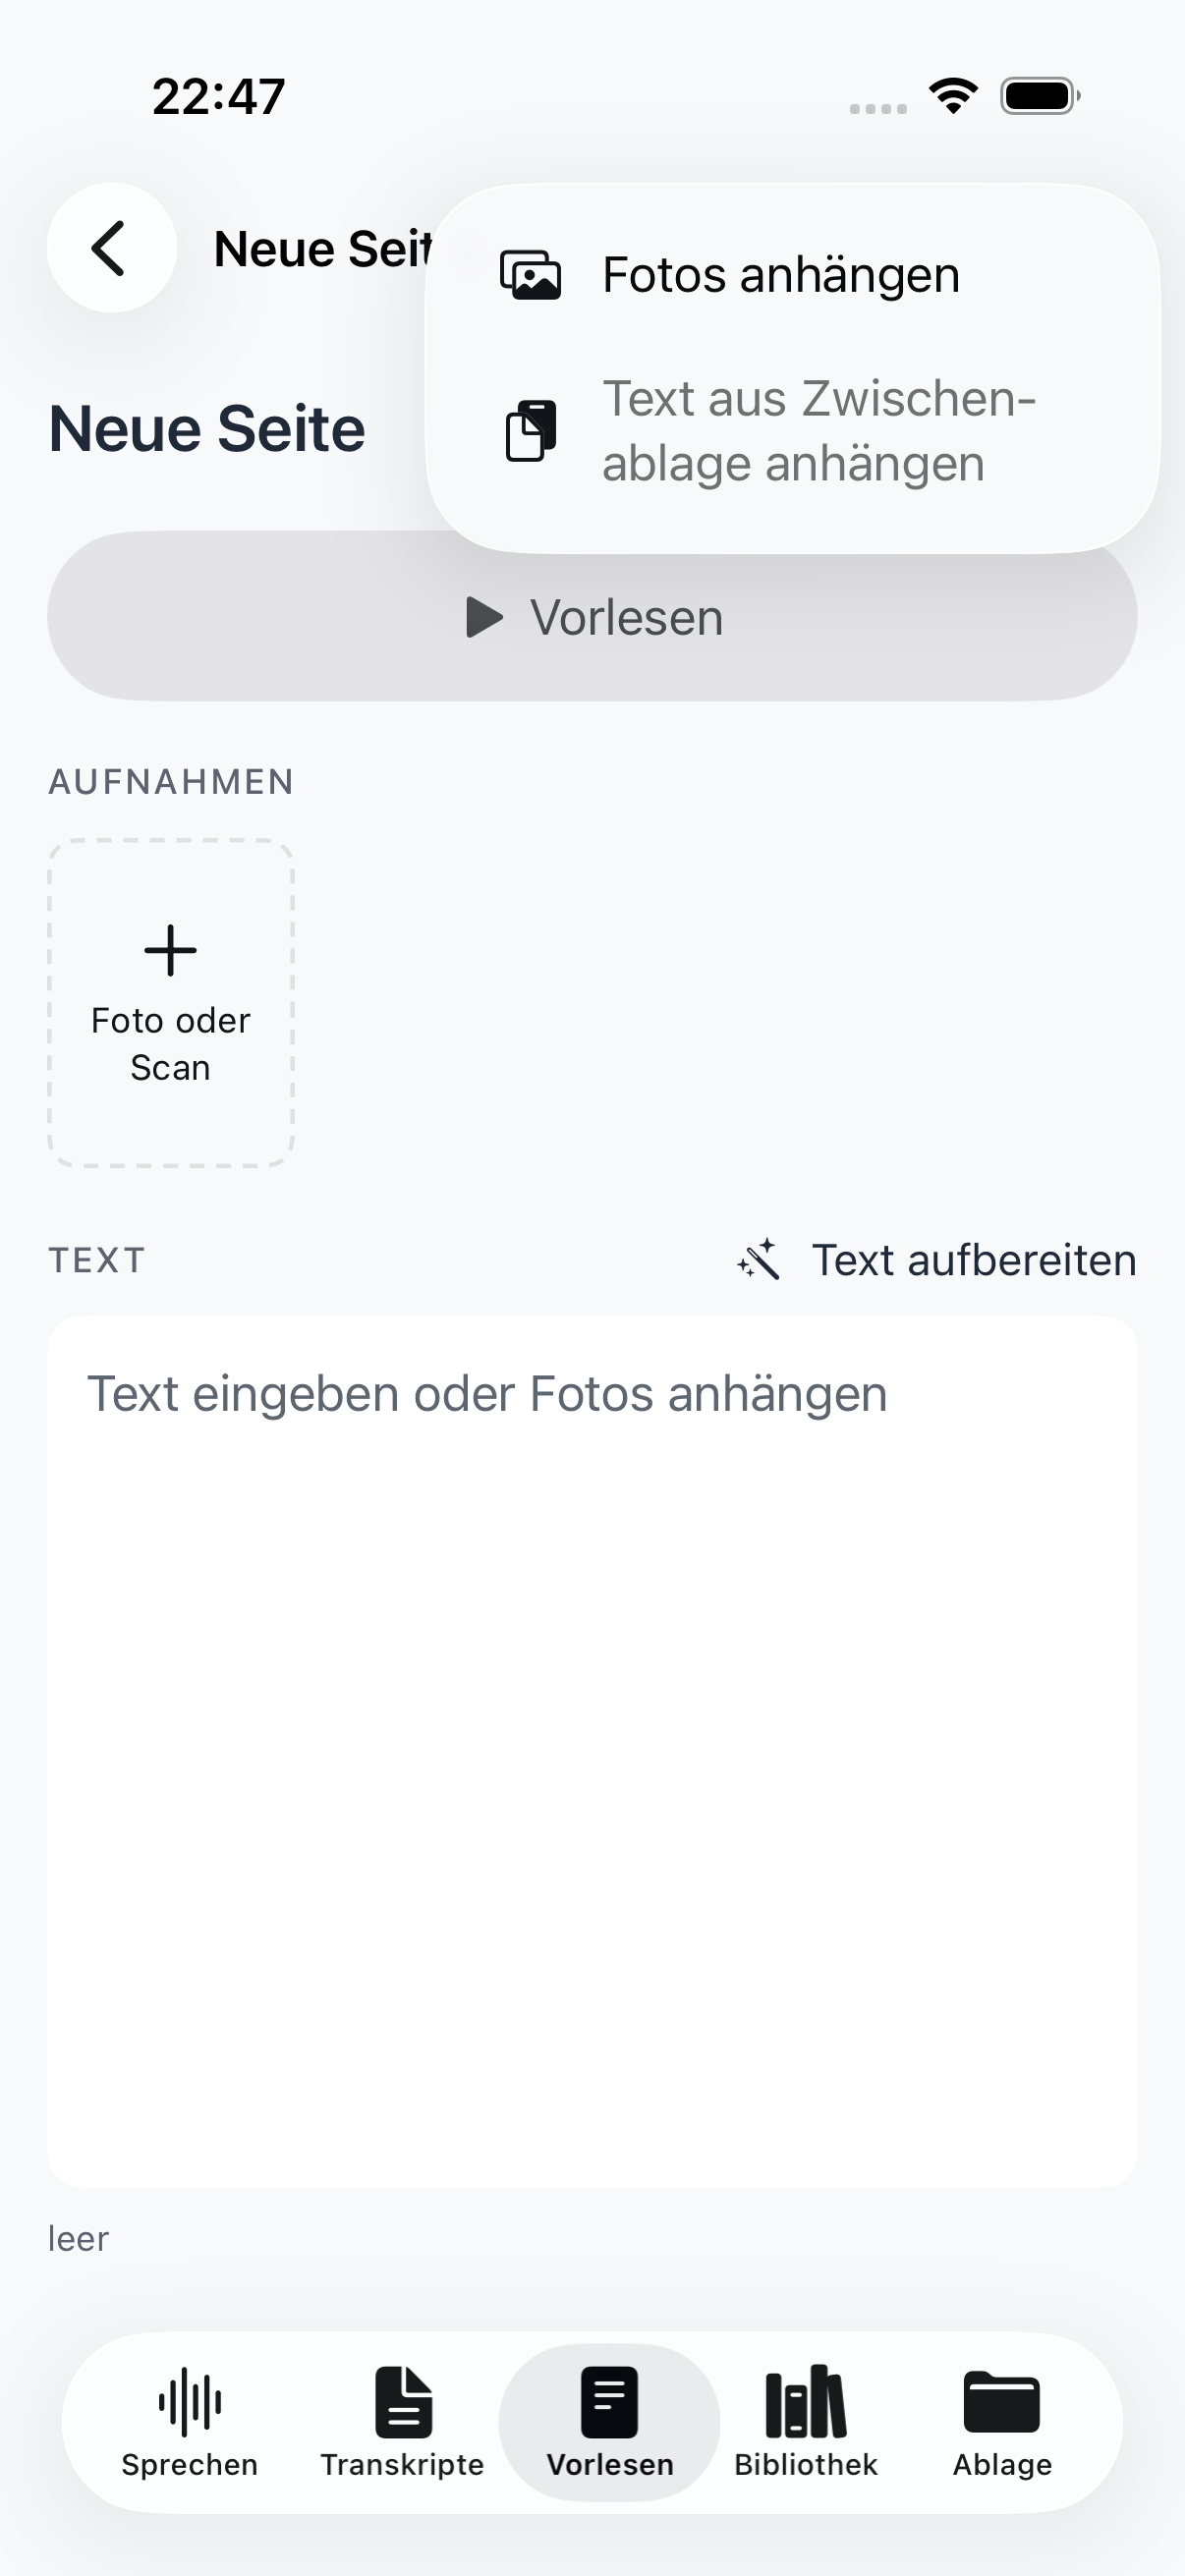 22:47
Neue Seit
Fotos anhängen
Text aus Zwischen-
ablage anhängen
Neue Seite
Vorlesen
AUFNAHMEN
Foto oder
Scan
TEXT
Text aufbereiten
Text eingeben oder Fotos anhängen
leer
Sprechen
Transkripte
Vorlesen
Bibliothek
Ablage